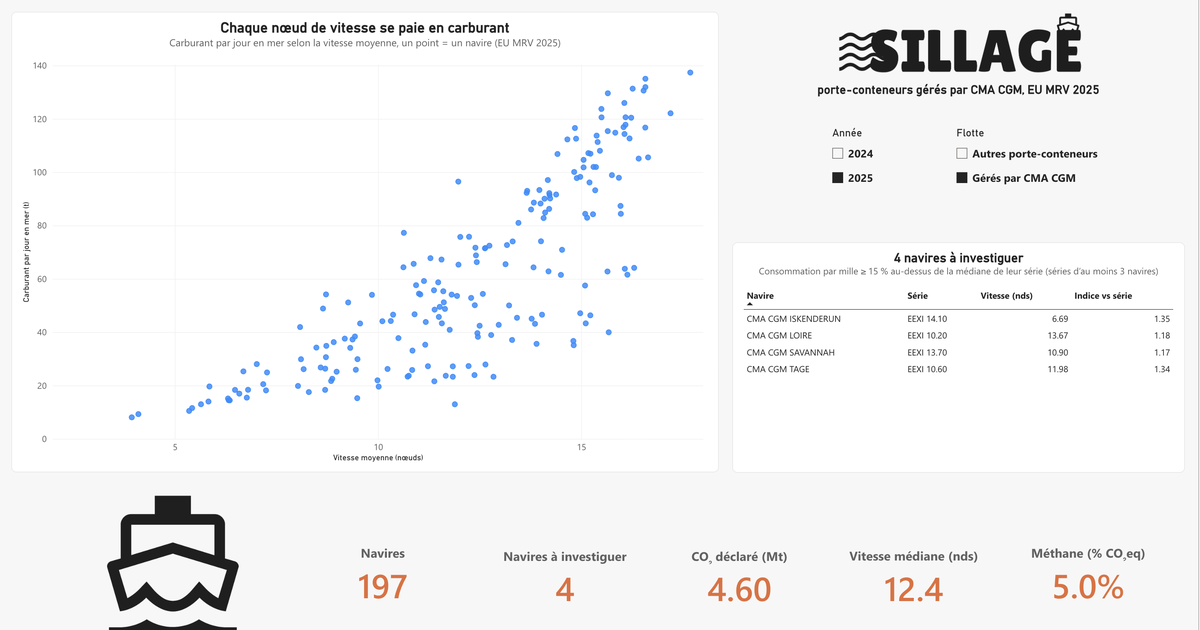 Chaque nœud de vitesse se paie en carburant
Carburant par jour en mer selon la vitesse moyenne, un point = un navire (EU MRV 2025)
Carburant par jour en mer (t)
140
120
100
80
60
40
20
0
5 10 15
Vitesse moyenne (nœuds)
SILLAGE
porte-conteneurs gérés par CMA CGM, EU MRV 2025
Année Flotte
2024 Autres porte-conteneurs
2025 Gérés par CMA CGM
4 navires à investiguer
Consommation par mille ≥ 15 % au-dessus de la médiane de leur série (séries d'au moins 3 navires)
Navire Série Vitesse (nds) Indice vs série
CMA CGM ISKENDERUN EEXI 14.10 6.69 1.35
CMA CGM LOIRE EEXI 10.20 13.67 1.18
CMA CGM SAVANNAH EEXI 13.70 10.90 1.17
CMA CGM TAGE EEXI 10.60 11.98 1.34
Navires Navires à investiguer CO₂ déclaré (Mt) Vitesse médiane (nds) Méthane (% CO₂eq)
197 4 4.60 12.4 5.0%